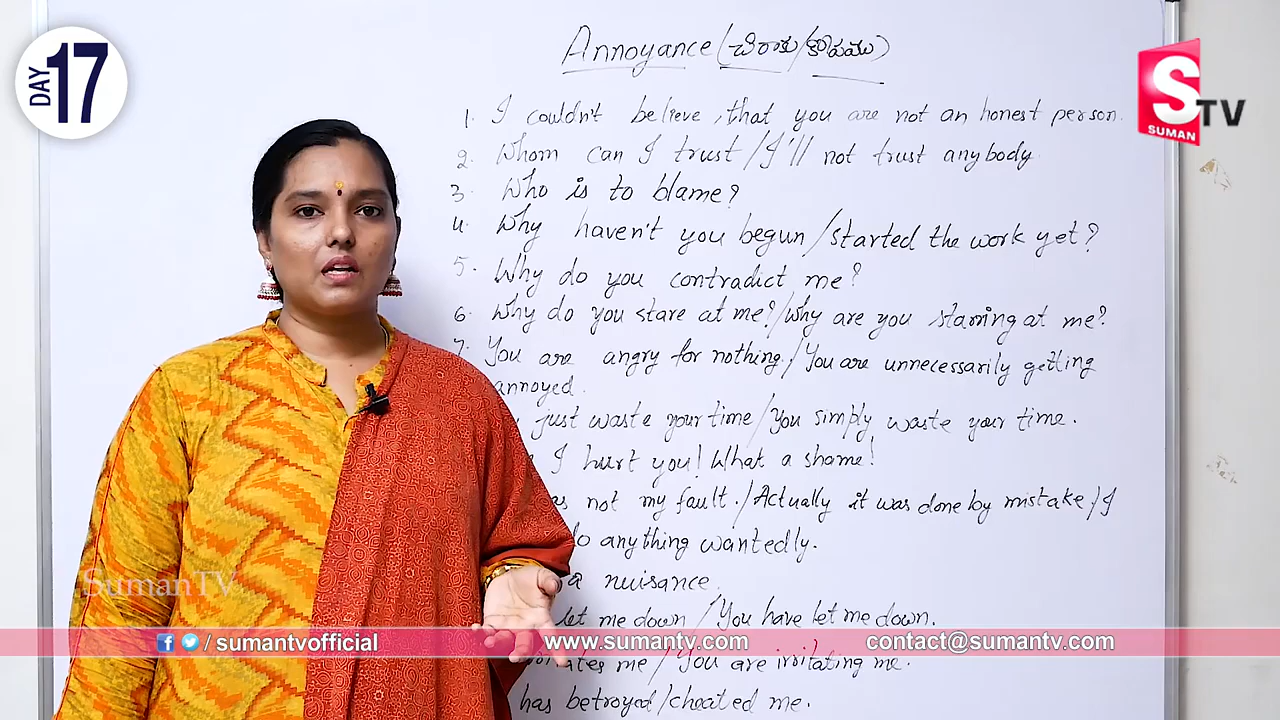 DAY 17
Annoyance (చిరాకు/కోపము)
S TV
SUMAN
1. I couldn't believe, that you are not an honest person.
2. Whom can I trust/I'll not trust anybody
3. Who is to blame?
4. Why haven't you begun/started the work yet?
5. Why do you contradict me?
6. Why do you stare at me?/Why are you starring at me?
7. You are angry for nothing./You are unnecessarily getting
annoyed.
just waste your time/You simply waste your time.
I hurt you! What a shame!
not my fault./Actually it was done by mistake/I
do anything wantedly.
a nuisance.
let me down/You have let me down.
me/You are irritating me.
has betrayed/cheated me.
SumanTV
/ sumantvofficial
www.sumantv.com
contact@sumantv.com